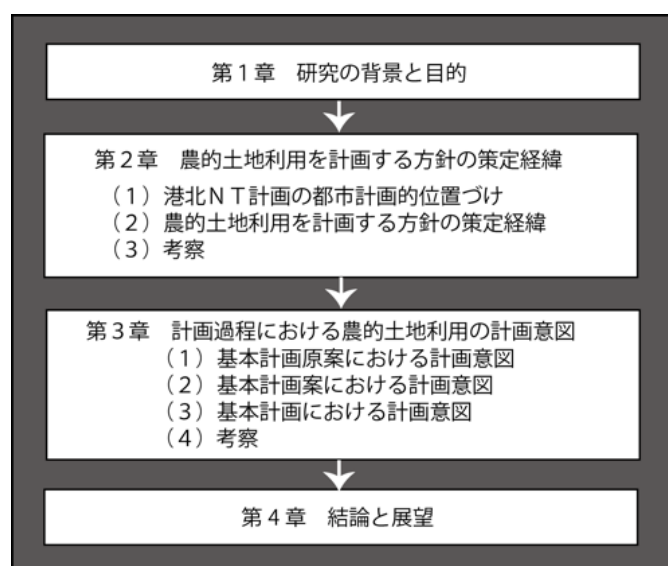 第１章　研究の背景と目的
第２章　農的土地利用を計画する方針の策定経緯
（１）港北ＮＴ計画の都市計画的位置づけ
（２）農的土地利用を計画する方針の策定経緯
（３）考察
第３章　計画過程における農的土地利用の計画意図
（１）基本計画原案における計画意図
（２）基本計画案における計画意図
（３）基本計画における計画意図
（４）考察
第４章　結論と展望